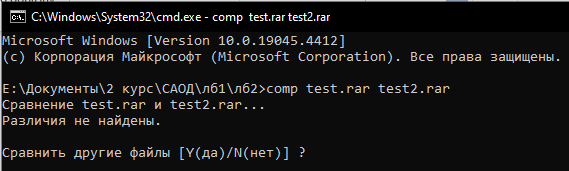 C:\Windows\System32\cmd.exe - comp test.rar test2.rar
Microsoft Windows [Version 10.0.19045.4412]
(c) Корпорация Майкрософт (Microsoft Corporation). Все права защищены.
E:\Документы\2 курс\САОД\лб1\лб2>comp test.rar test2.rar
Сравнение test.rar и test2.rar...
Различия не найдены.
Сравнить другие файлы [Y(да)/N(нет)] ?